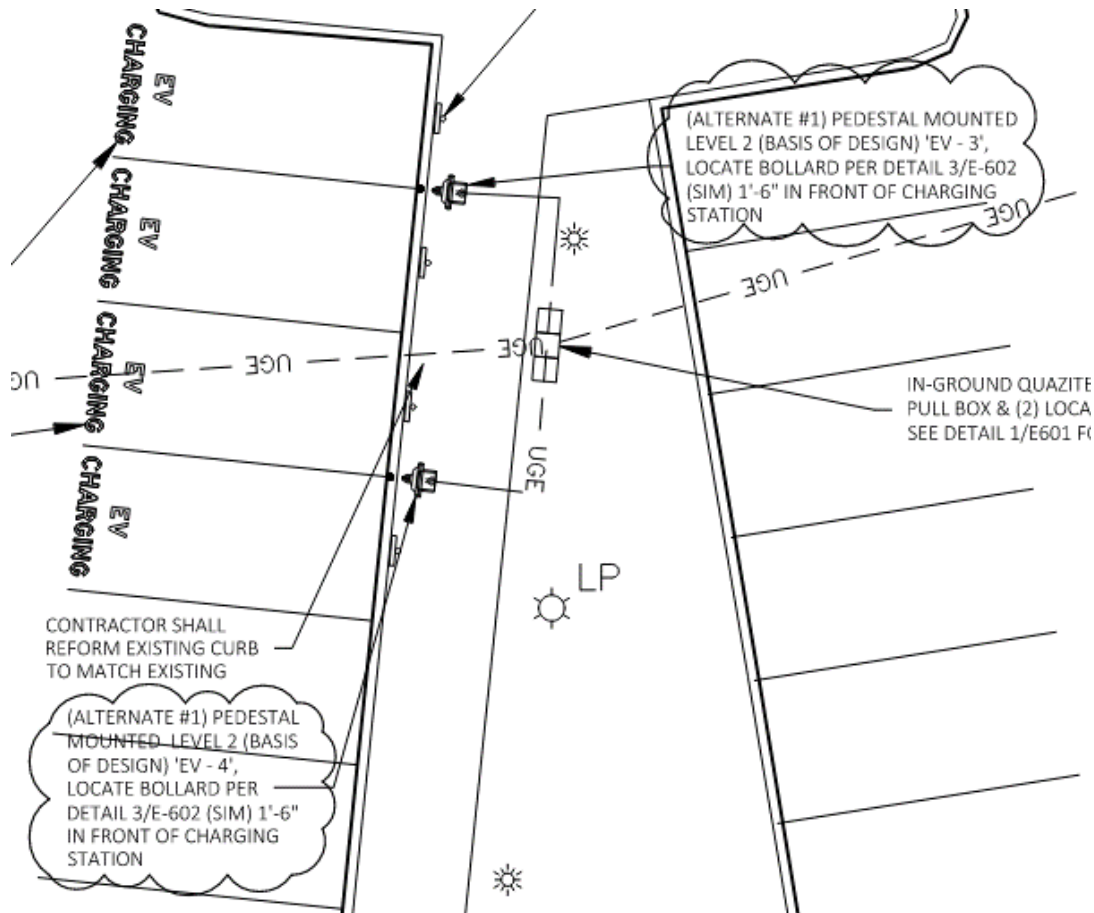 EV
CHARGING
EV
CHARGING
EV
CHARGING
EV
CHARGING
(ALTERNATE #1) PEDESTAL MOUNTED
LEVEL 2 (BASIS OF DESIGN) 'EV - 3',
LOCATE BOLLARD PER DETAIL 3/E-602
(SIM) 1'-6" IN FRONT OF CHARGING
STATION
UGE
UGE
UGE
UGE
UGE
IN-GROUND QUAZITE
PULL BOX & (2) LOCA
SEE DETAIL 1/E601
LP
CONTRACTOR SHALL
REFORM EXISTING CURB
TO MATCH EXISTING
(ALTERNATE #1) PEDESTAL
MOUNTED LEVEL 2 (BASIS
OF DESIGN) 'EV - 4',
LOCATE BOLLARD PER
DETAIL 3/E-602 (SIM) 1'-6"
IN FRONT OF CHARGING
STATION